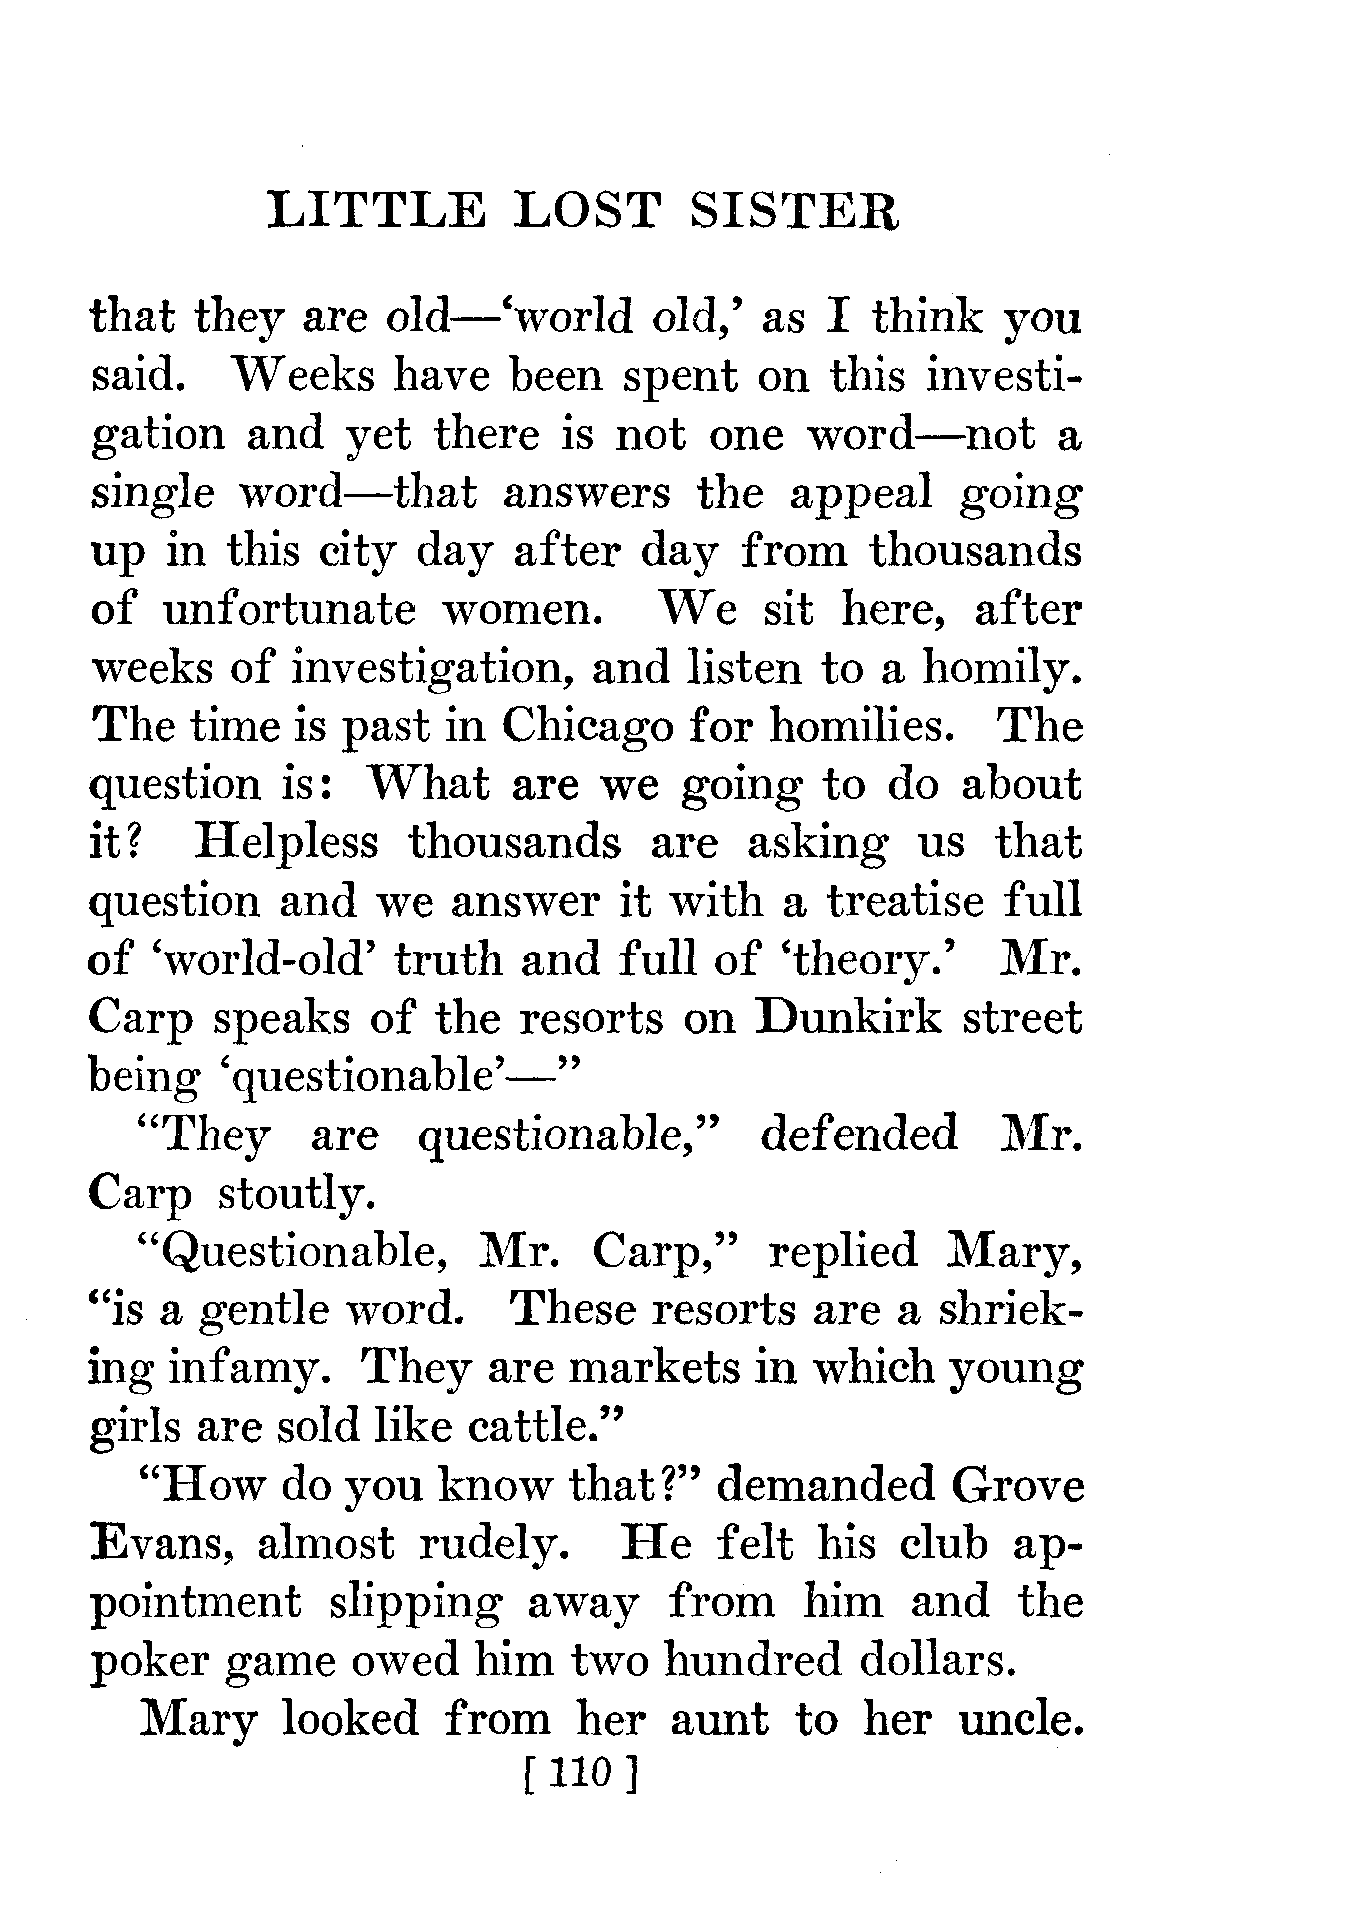 LITTLE LOST SISTER
that they are old—‘world old,’ as I think you
said. Weeks have been spent on this investi-
gation and yet there is not one word—not a
single word—that answers the appeal going
up in this city day after day from thousands
of unfortunate women. We sit here, after
weeks of investigation, and listen to a homily.
The time is past in Chicago for homilies. The
question is: What are we going to do about
it? Helpless thousands are asking us that
question and we answer it with a treatise full
of ‘world-old’ truth and full of ‘theory.’ Mr.
Carp speaks of the resorts on Dunkirk street
being ‘questionable’—”
“They are questionable,” defended Mr.
Carp stoutly.
“Questionable, Mr. Carp,” replied Mary,
“is a gentle word. These resorts are a shriek-
ing infamy. They are markets in which young
girls are sold like cattle.”
“How do you know that?” demanded Grove
Evans, almost rudely. He felt his club ap-
pointment slipping away from him and the
poker game owed him two hundred dollars.
Mary looked from her aunt to her uncle.
[ 110 ]